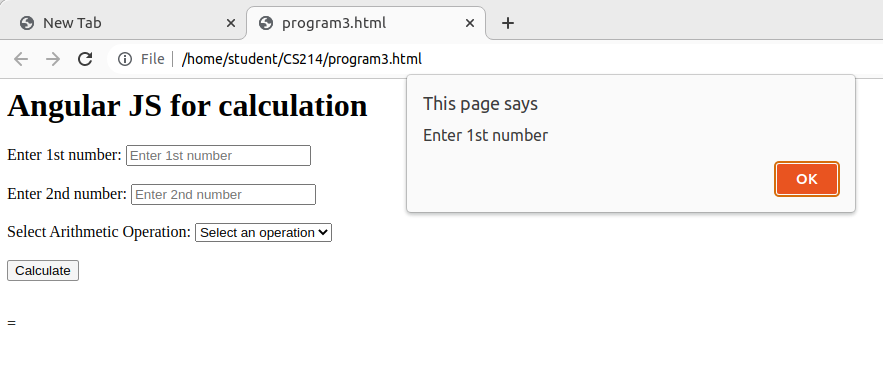 New Tab
program3.html
File | /home/student/CS214/program3.html
This page says
Enter 1st number
OK
Angular JS for calculation
Enter 1st number: Enter 1st number
Enter 2nd number: Enter 2nd number
Select Arithmetic Operation: Select an operation
Calculate
=